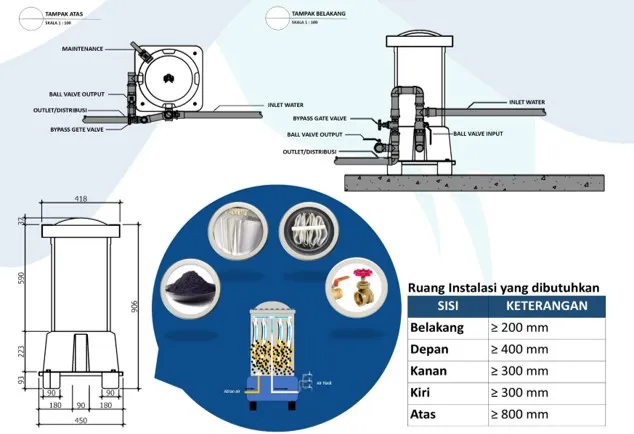 TAMPAK ATAS
SKALA 1 : 100
MAINTENANCE
BALL VALVE OUTPUT
OUTLET/DISTRIBUSI
BYPASS GETE VALVE
INLET WATER
TAMPAK BELAKANG
SKALA 1 : 100
INLET WATER
BYPASS GATE VALVE
BALL VALVE OUTPUT
BALL VALVE INPUT
OUTLET/DISTRIBUSI
418
37
590
906
223
93
90
90
180
90
180
450
Air filtrasi
Ruang Instalasi yang dibutuhkan
SISI KETERANGAN
Belakang ≥ 200 mm
Depan ≥ 400 mm
Kanan ≥ 300 mm
Kiri ≥ 300 mm
Atas ≥ 800 mm